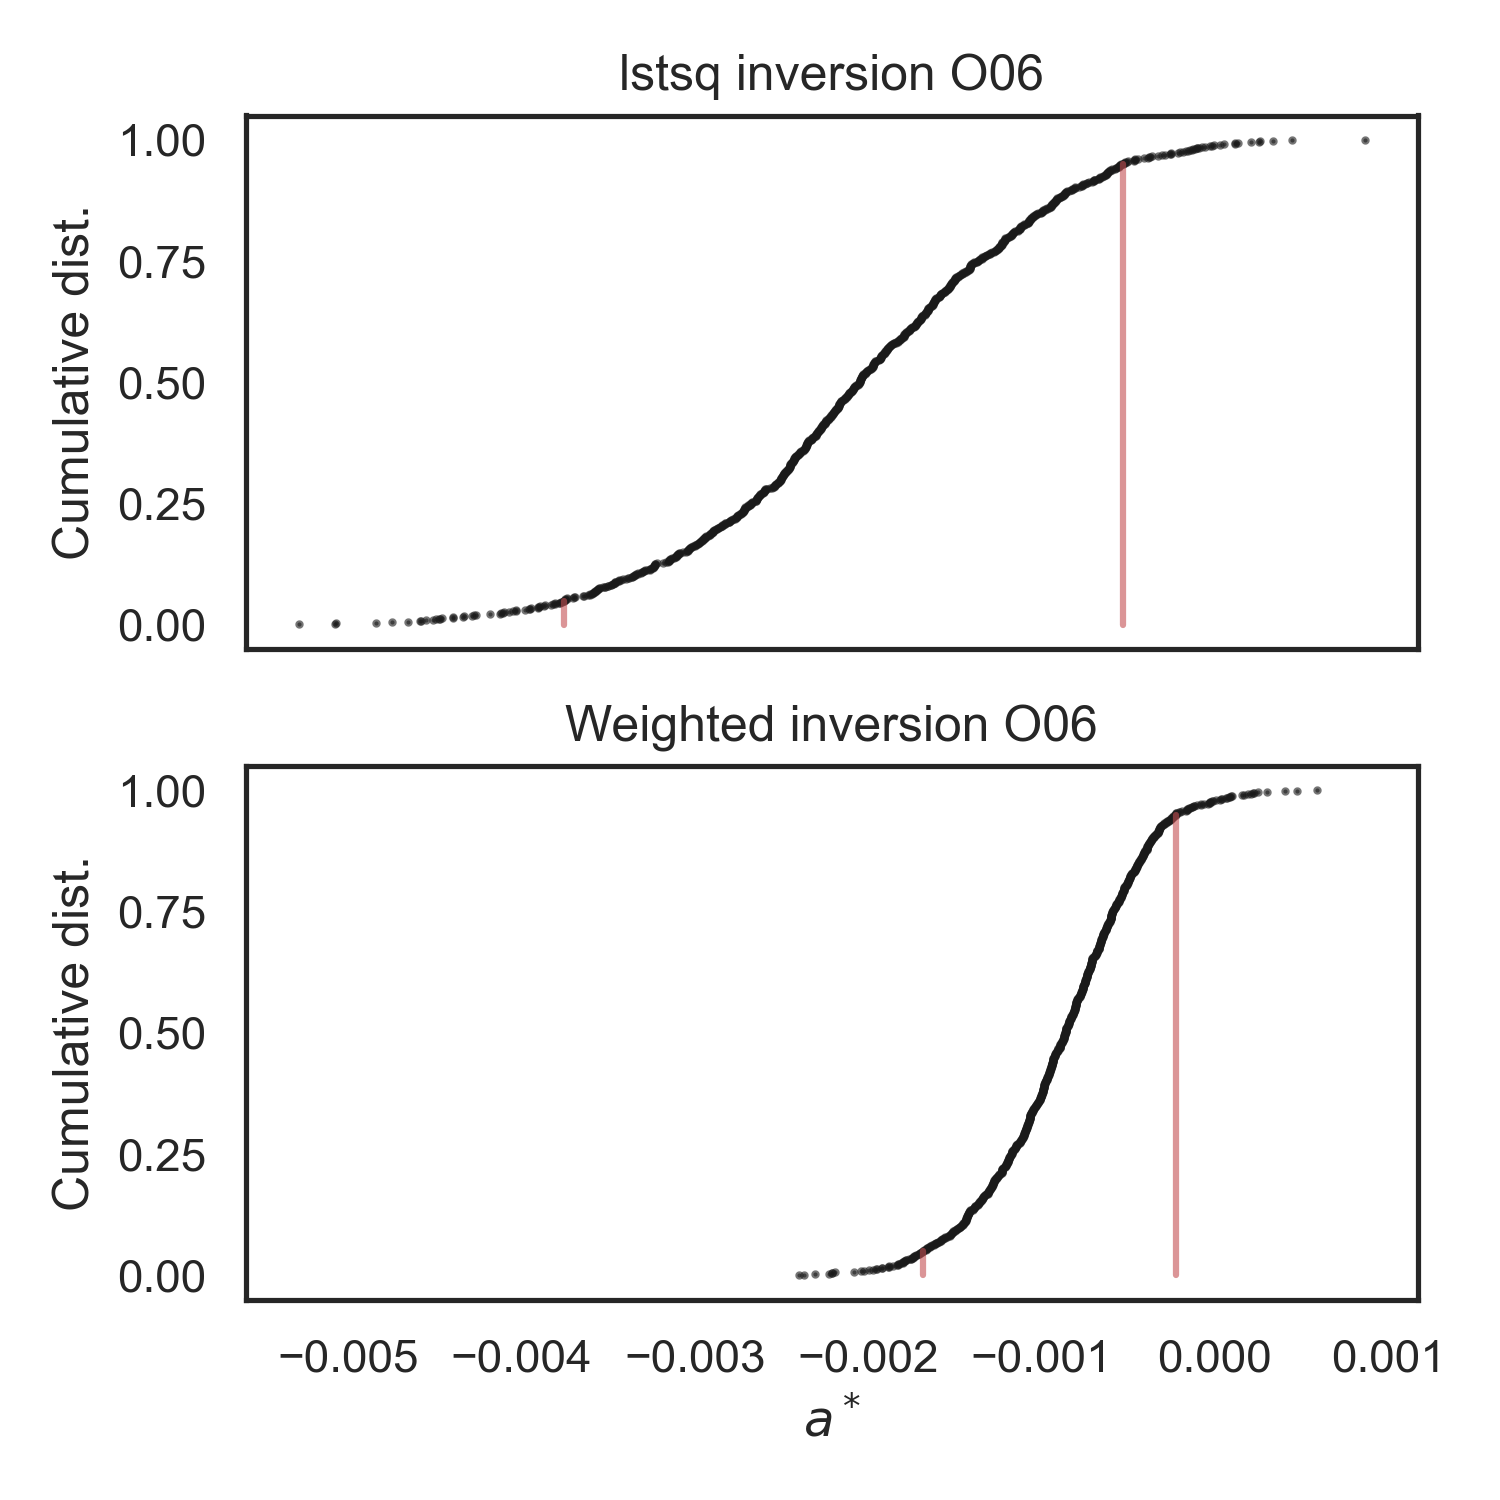 lstsq inversion O06
1.00
0.75
0.50
0.25
0.00
Cumulative dist.
Weighted inversion O06
1.00
0.75
0.50
0.25
0.00
Cumulative dist.
−0.005 −0.004 −0.003 −0.002 −0.001 0.000 0.001
a*